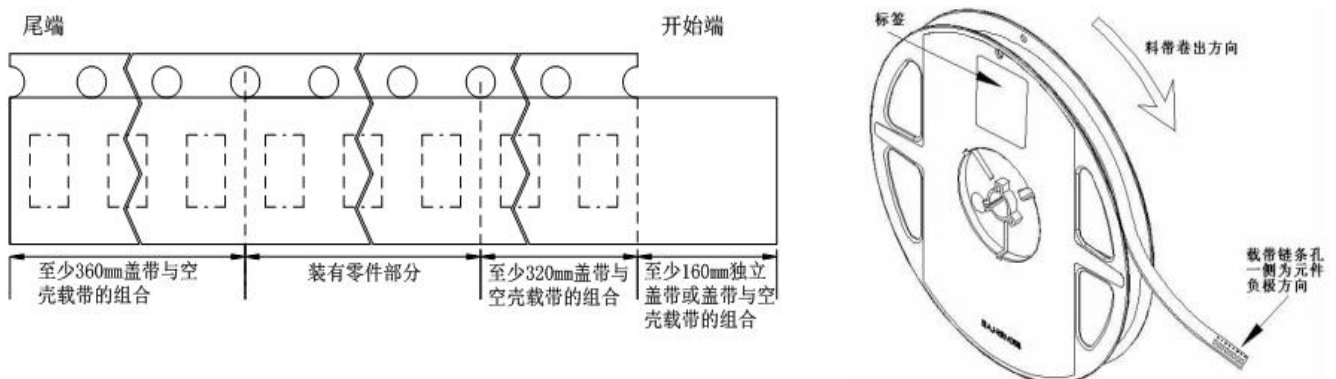 尾端
开始端
至少360mm盖带与空
壳载带的组合
装有零件部分
至少320mm盖带与
空壳载带的组合
至少160mm独立
盖带或盖带与空
壳载带的组合
标签
料带卷出方向
载带链条孔
一侧为元件
负极方向